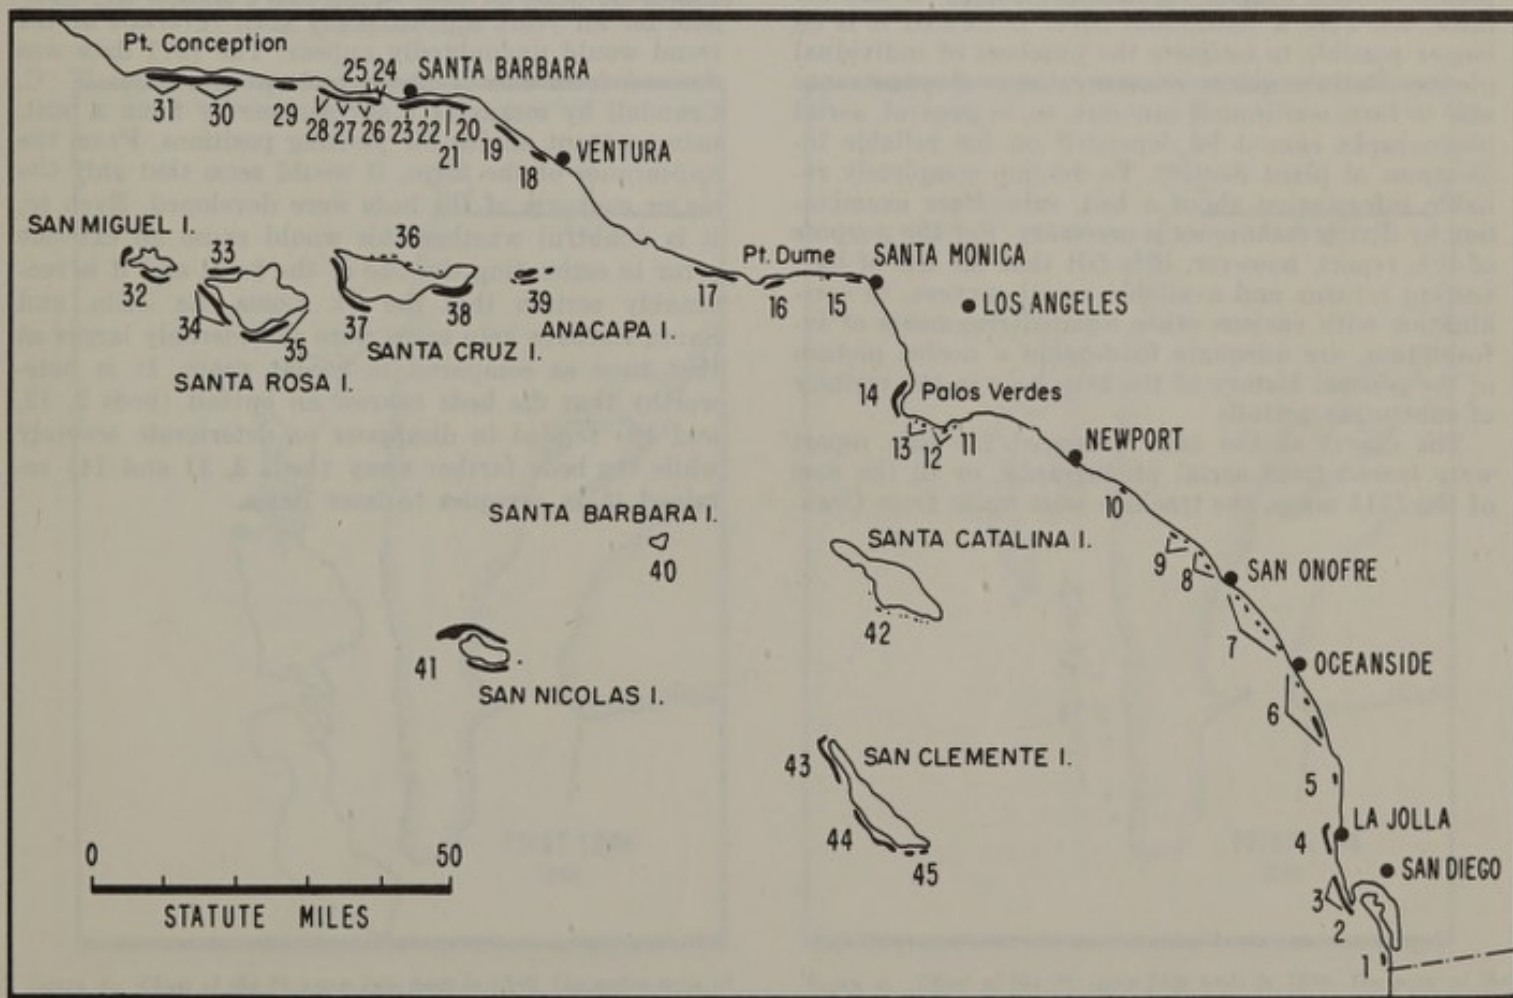 Pt. Conception
25 24
SANTA BARBARA
31 30 29 28 27 26 23 22 21 20 19 18
VENTURA
SAN MIGUEL I.
32
33
34
35
SANTA ROSA I.
36
37
38
SANTA CRUZ I.
39
ANACAPA I.
17
Pt. Dume
16
15
SANTA MONICA
LOS ANGELES
14
Palos Verdes
13 12 11
NEWPORT
10
SANTA BARBARA I.
40
SANTA CATALINA I.
42
9
8
SAN ONOFRE
7
41
SAN NICOLAS I.
OCEANSIDE
6
43
SAN CLEMENTE I.
44
45
5
4
LA JOLLA
SAN DIEGO
3
2
1
0 50
STATUTE MILES